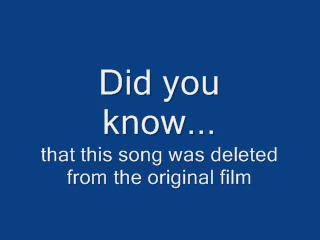 Did you
know...
that this song was deleted
from the original film